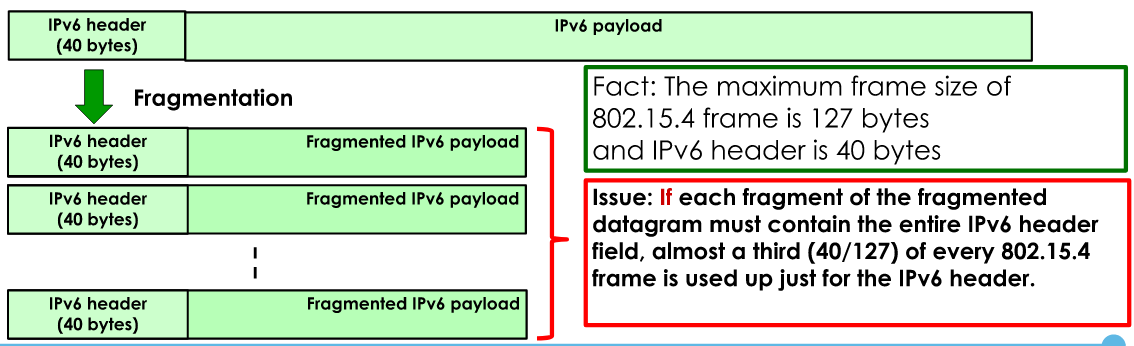 IPv6 header
(40 bytes)
IPv6 payload
Fragmentation
Fact: The maximum frame size of
802.15.4 frame is 127 bytes
and IPv6 header is 40 bytes
IPv6 header
(40 bytes)
Fragmented IPv6 payload
IPv6 header
(40 bytes)
Fragmented IPv6 payload
IPv6 header
(40 bytes)
Fragmented IPv6 payload
Issue: If each fragment of the fragmented
datagram must contain the entire IPv6 header
field, almost a third (40/127) of every 802.15.4
frame is used up just for the IPv6 header.